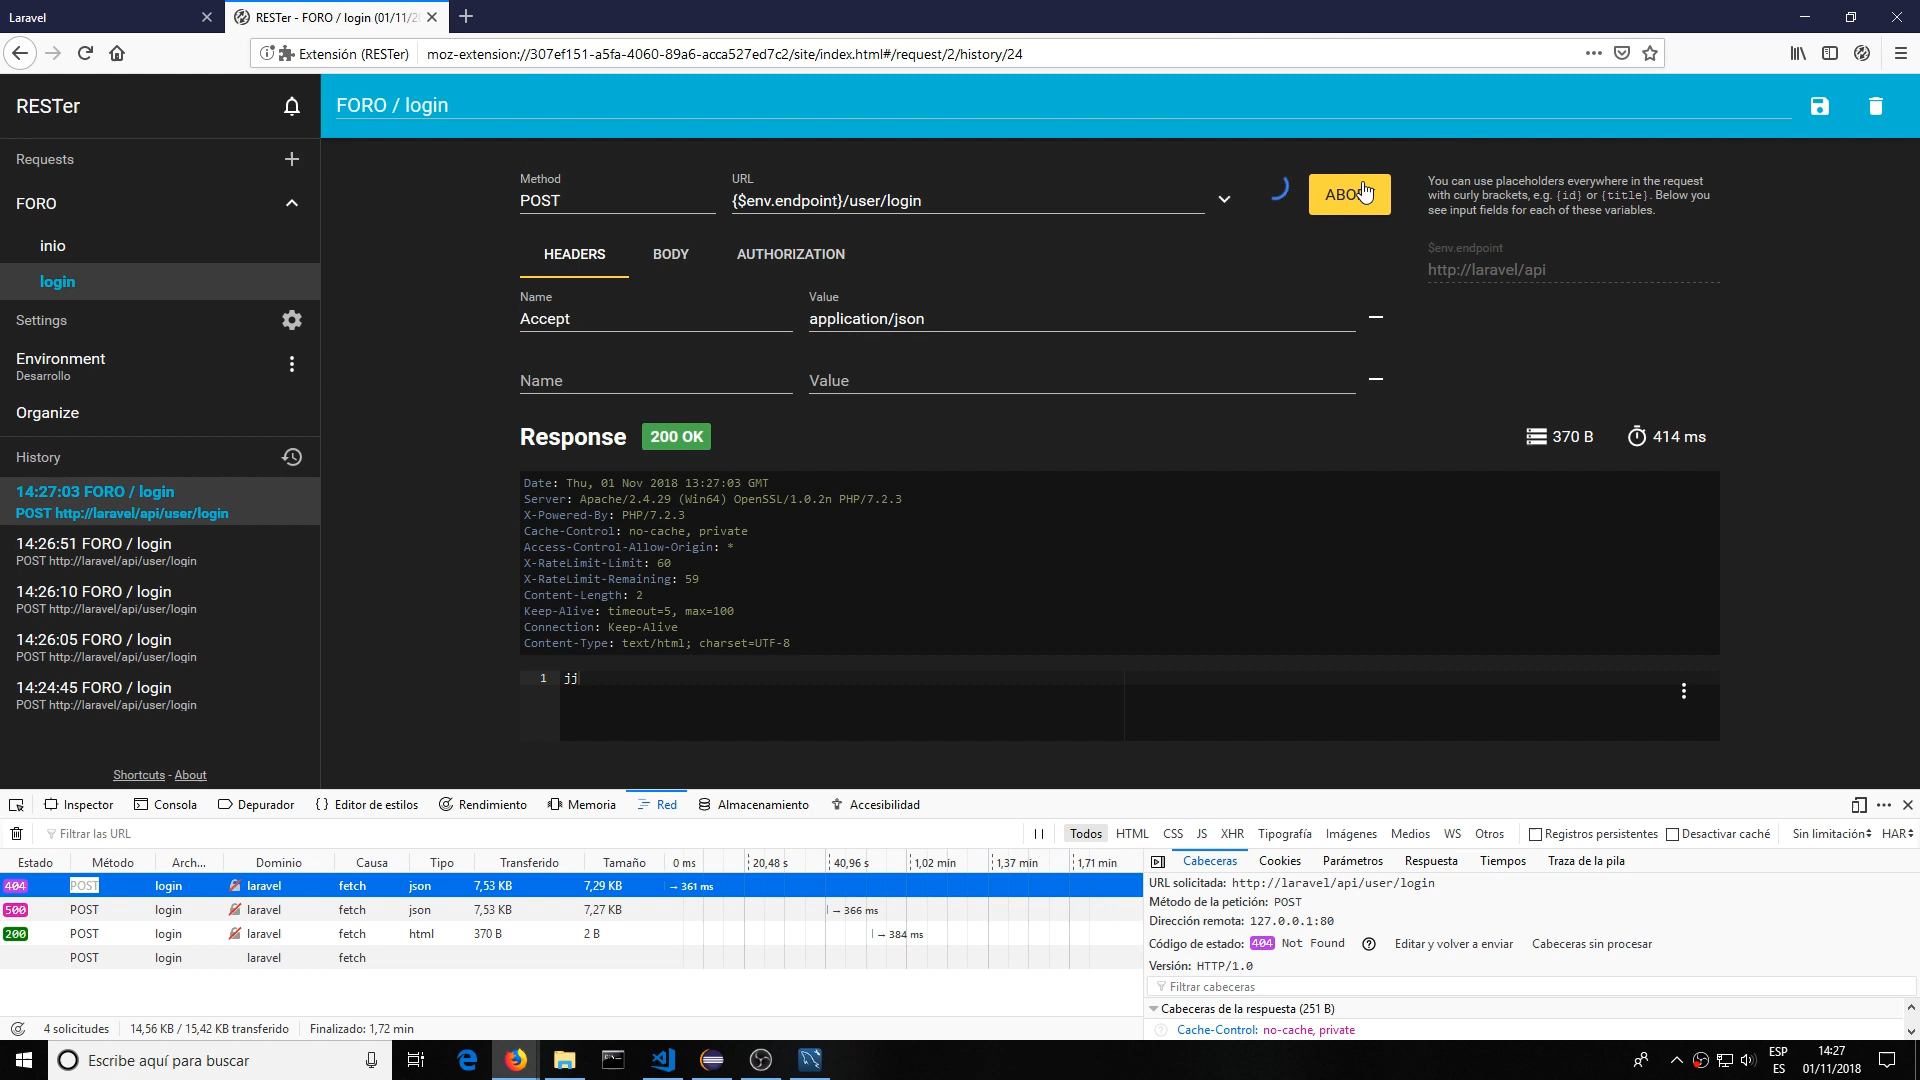 Laravel
RESTer - FORO / login (01/11/2
Extensión (RESTer)
moz-extension://307ef151-a5fa-4060-89a6-acca527ed7c2/site/index.html#/request/2/history/24
RESTer
FORO / login
Requests
FORO
inio
login
Settings
Environment
Desarrollo
Organize
History
14:27:03 FORO / login
POST http://laravel/api/user/login
14:26:51 FORO / login
POST http://laravel/api/user/login
14:26:10 FORO / login
POST http://laravel/api/user/login
14:26:05 FORO / login
POST http://laravel/api/user/login
14:24:45 FORO / login
POST http://laravel/api/user/login
Shortcuts - About
Method
POST
URL
{$env.endpoint}/user/login
You can use placeholders everywhere in the request
with curly brackets, e.g. {id} or {title}. Below you
see input fields for each of these variables.
$env.endpoint
http://laravel/api
HEADERS BODY AUTHORIZATION
Name Value
Accept application/json
Name Value
Response 200 OK 370 B 414 ms
Date: Thu, 01 Nov 2018 13:27:03 GMT
Server: Apache/2.4.29 (Win64) OpenSSL/1.0.2n PHP/7.2.3
X-Powered-By: PHP/7.2.3
Cache-Control: no-cache, private
Access-Control-Allow-Origin: *
X-RateLimit-Limit: 60
X-RateLimit-Remaining: 59
Content-Length: 2
Keep-Alive: timeout=5, max=100
Connection: Keep-Alive
Content-Type: text/html; charset=UTF-8
1 jj
Inspector Consola Depurador Editor de estilos Rendimiento Memoria Red Almacenamiento Accesibilidad
Filtrar las URL
Todos HTML CSS JS XHR Tipografía Imágenes Medios WS Otros Registros persistentes Desactivar caché Sin limitación HAR
Estado Método Arch... Dominio Causa Tipo Transferido Tamaño 0 ms 20,48 s 40,96 s 1,02 min 1,37 min 1,71 min
404 POST login laravel fetch json 7,53 KB 7,29 KB → 361 ms
500 POST login laravel fetch json 7,53 KB 7,27 KB → 366 ms
200 POST login laravel fetch html 370 B 2 B → 384 ms
POST login laravel fetch
4 solicitudes 14,56 KB / 15,42 KB transferido Finalizado: 1,72 min
Cabeceras Cookies Parámetros Respuesta Tiempos Traza de la pila
URL solicitada: http://laravel/api/user/login
Método de la petición: POST
Dirección remota: 127.0.0.1:80
Código de estado: 404 Not Found Editar y volver a enviar Cabeceras sin procesar
Versión: HTTP/1.0
Filtrar cabeceras
Cabeceras de la respuesta (251 B)
Cache-Control: no-cache, private
Escribe aquí para buscar
ESP
ES
14:27
01/11/2018